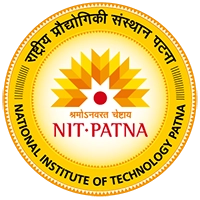 राष्ट्रीय प्रौद्योगिकी संस्थान पटना
श्रमोऽनवरत चेष्टाय
NIT-PATNA
NATIONAL INSTITUTE OF TECHNOLOGY PATNA